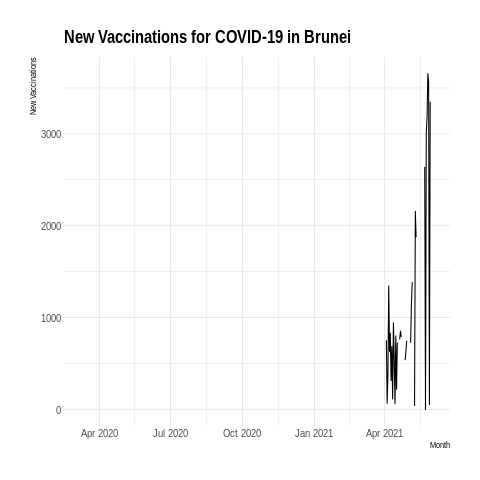 New Vaccinations for COVID-19 in Brunei
New Vaccinations
3000
2000
1000
0
Apr 2020 Jul 2020 Oct 2020 Jan 2021 Apr 2021
Month